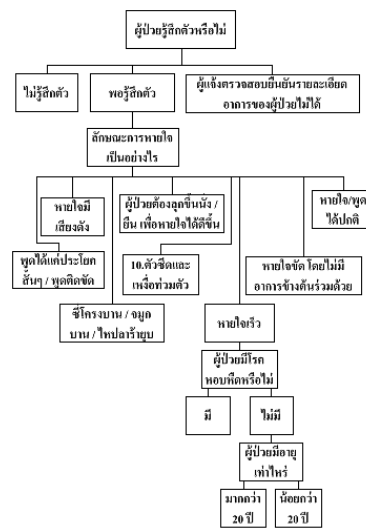 ผู้ป่วยรู้สึกตัวหรือไม่
ไม่รู้สึกตัว
พอรู้สึกตัว
ผู้แจ้งตรวจสอบยืนยันรายละเอียด
อาการของผู้ป่วยไม่ได้
ลักษณะการหายใจ
เป็นอย่างไร
หายใจมี
เสียงดัง
ผู้ป่วยต้องลุกขึ้นนั่ง /
ยืน เพื่อหายใจได้ดีขึ้น
หายใจ/พูด
ได้ปกติ
พูดได้แค่ประโยค
สั้นๆ / พูดติดขัด
10.ตัวซีดและ
เหงื่อท่วมตัว
หายใจขัด โดยไม่มี
อาการข้างต้นร่วมด้วย
ซี่โครงบาน / จมูก
บาน / ไหปลาร้ายุบ
หายใจเร็ว
ผู้ป่วยมีโรค
หอบหืดหรือไม่
มี
ไม่มี
ผู้ป่วยมีอายุ
เท่าไหร่
มากกว่า
20 ปี
น้อยกว่า
20 ปี